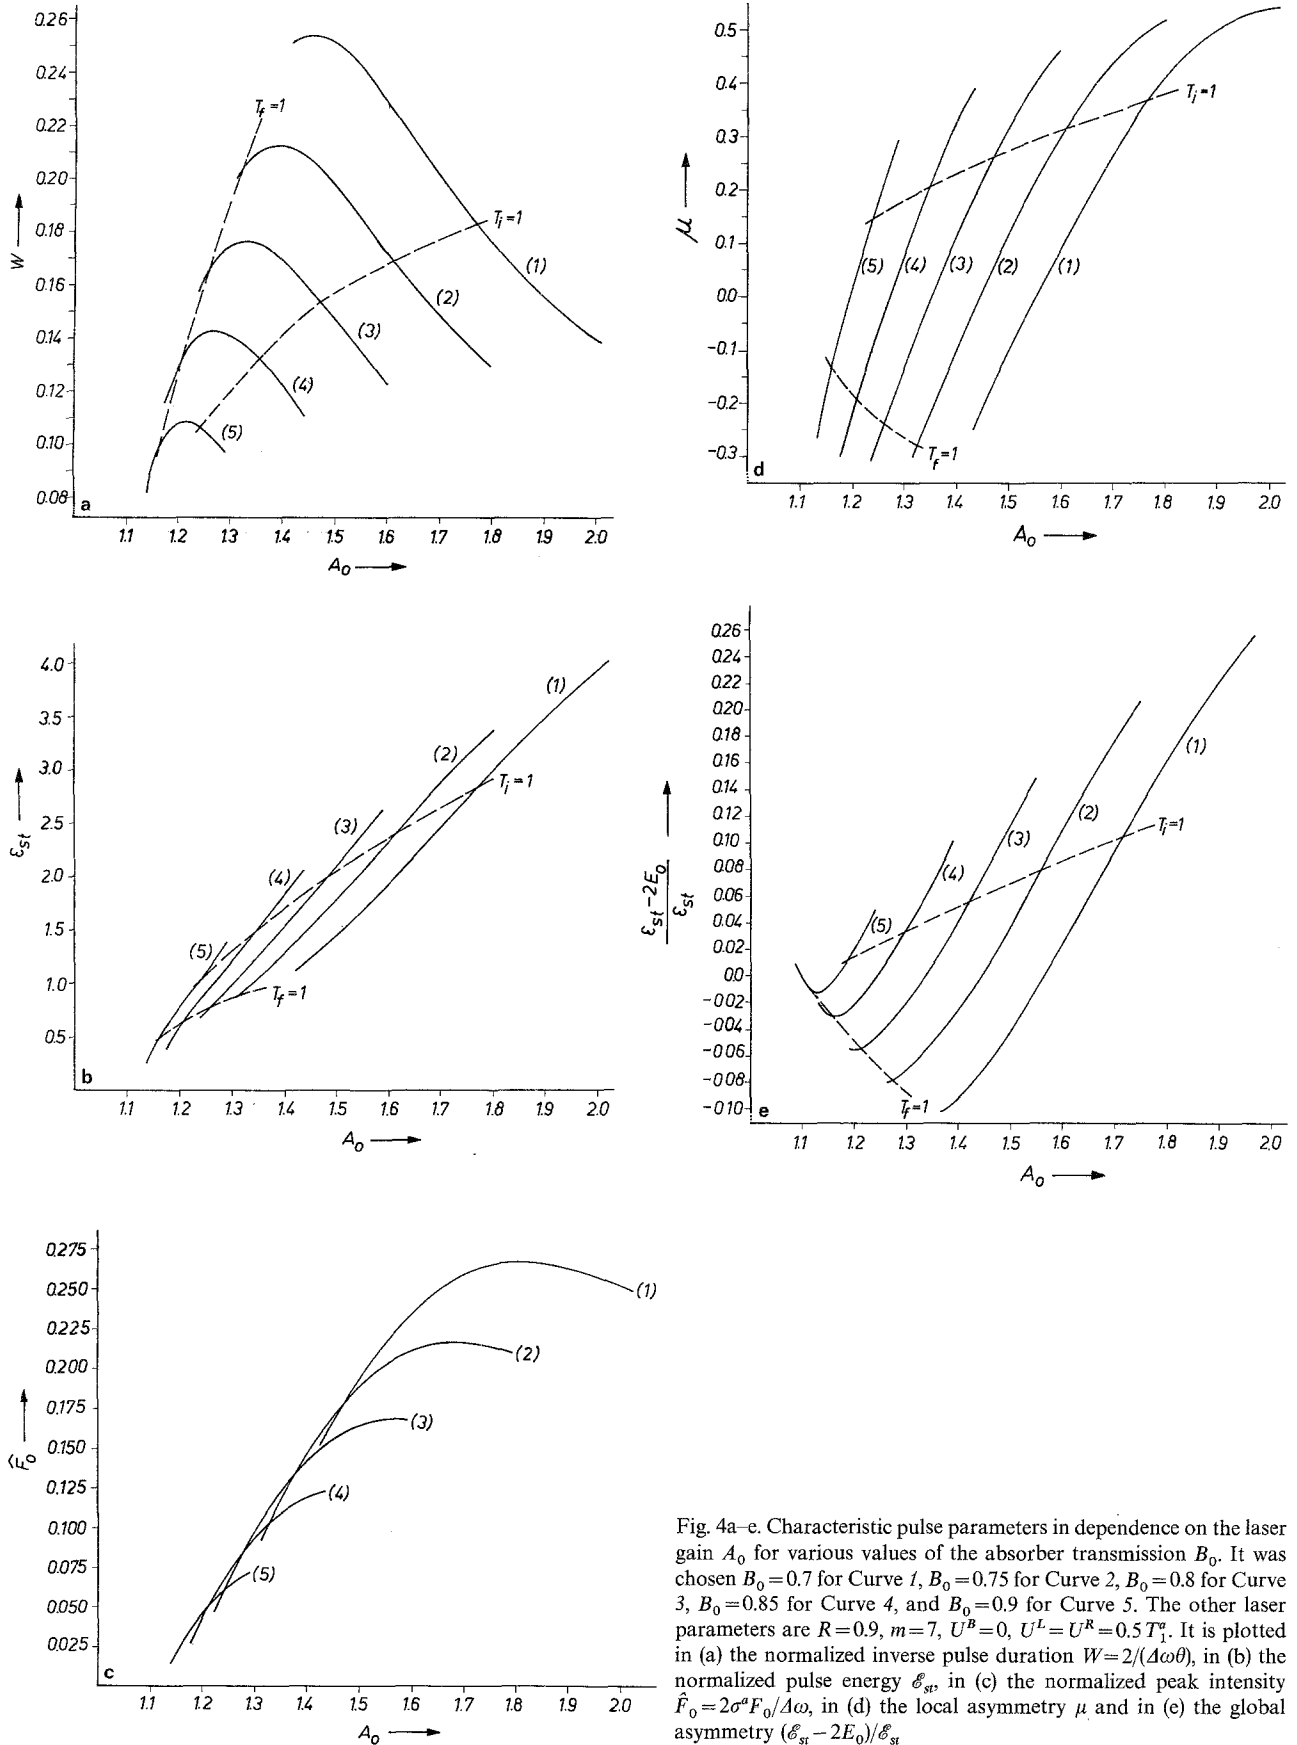 0.26
0.24
0.22
0.20
0.18
0.16
0.14
0.12
0.10
0.08
W
T_f=1
T_i=1
(1)
(2)
(3)
(4)
(5)
a
1.1 1.2 1.3 1.4 1.5 1.6 1.7 1.8 1.9 2.0
A_0
0.5
0.4
0.3
0.2
0.1
0.0
-0.1
-0.2
-0.3
μ
T_i=1
(5) (4) (3) (2) (1)
T_f=1
d
1.1 1.2 1.3 1.4 1.5 1.6 1.7 1.8 1.9 2.0
A_0
4.0
3.5
3.0
2.5
2.0
1.5
1.0
0.5
ε_st
(1)
(2)
T_i=1
(3)
(4)
(5)
T_f=1
b
1.1 1.2 1.3 1.4 1.5 1.6 1.7 1.8 1.9 2.0
A_0
0.26
0.24
0.22
0.20
0.18
0.16
0.14
0.12
0.10
0.08
0.06
0.04
0.02
0.0
-0.02
-0.04
-0.06
-0.08
-0.10
ε_st-2E_0
ε_st
(1)
(2)
T_i=1
(3)
(4)
(5)
T_f=1
e
1.1 1.2 1.3 1.4 1.5 1.6 1.7 1.8 1.9 2.0
A_0
0.275
0.250
0.225
0.200
0.175
0.150
0.125
0.100
0.075
0.050
0.025
F̂_0
(1)
(2)
(3)
(4)
(5)
c
1.1 1.2 1.3 1.4 1.5 1.6 1.7 1.8 1.9 2.0
A_0
Fig. 4a–e. Characteristic pulse parameters in dependence on the laser
gain A_0 for various values of the absorber transmission B_0. It was
chosen B_0=0.7 for Curve 1, B_0=0.75 for Curve 2, B_0=0.8 for Curve
3, B_0=0.85 for Curve 4, and B_0=0.9 for Curve 5. The other laser
parameters are R=0.9, m=7, U^B=0, U^L=U^R=0.5 T_1^a. It is plotted
in (a) the normalized inverse pulse duration W=2/(Δωθ), in (b) the
normalized pulse energy ℰ_st, in (c) the normalized peak intensity
F̂_0=2σ^aF_0/Δω, in (d) the local asymmetry μ and in (e) the global
asymmetry (ℰ_st−2E_0)/ℰ_st